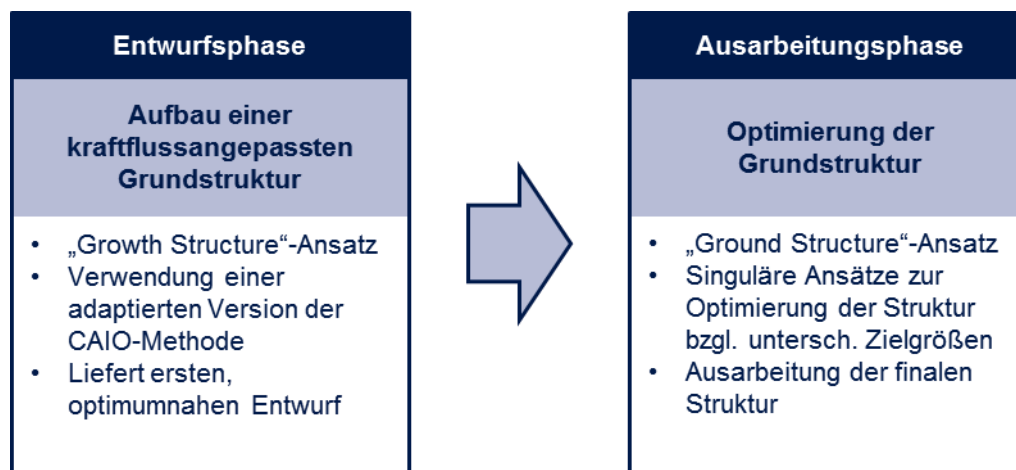 Entwurfsphase
Aufbau einer
kraftflussangepassten
Grundstruktur
• „Growth Structure“-Ansatz
• Verwendung einer
adaptierten Version der
CAIO-Methode
• Liefert ersten,
optimumnahen Entwurf
Ausarbeitungsphase
Optimierung der
Grundstruktur
• „Ground Structure“-Ansatz
• Singuläre Ansätze zur
Optimierung der Struktur
bzgl. untersch. Zielgrößen
• Ausarbeitung der finalen
Struktur